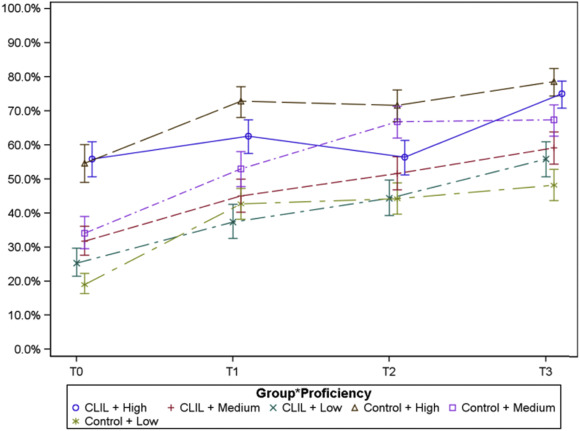 100.0%
90.0%
80.0%
70.0%
60.0%
50.0%
40.0%
30.0%
20.0%
10.0%
0.0%
T0 T1 T2 T3
Group*Proficiency
CLIL + High CLIL + Medium CLIL + Low Control + High Control + Medium
Control + Low